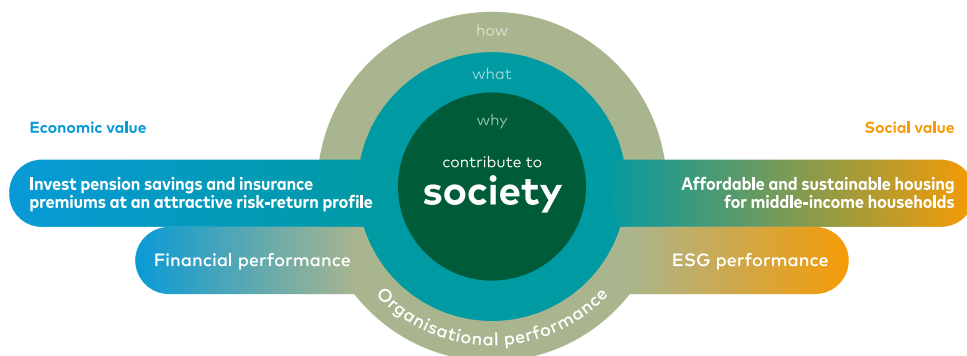 how
what
why
contribute to
society
Economic value
Invest pension savings and insurance
premiums at an attractive risk-return profile
Financial performance
Social value
Affordable and sustainable housing
for middle-income households
ESG performance
Organisational performance